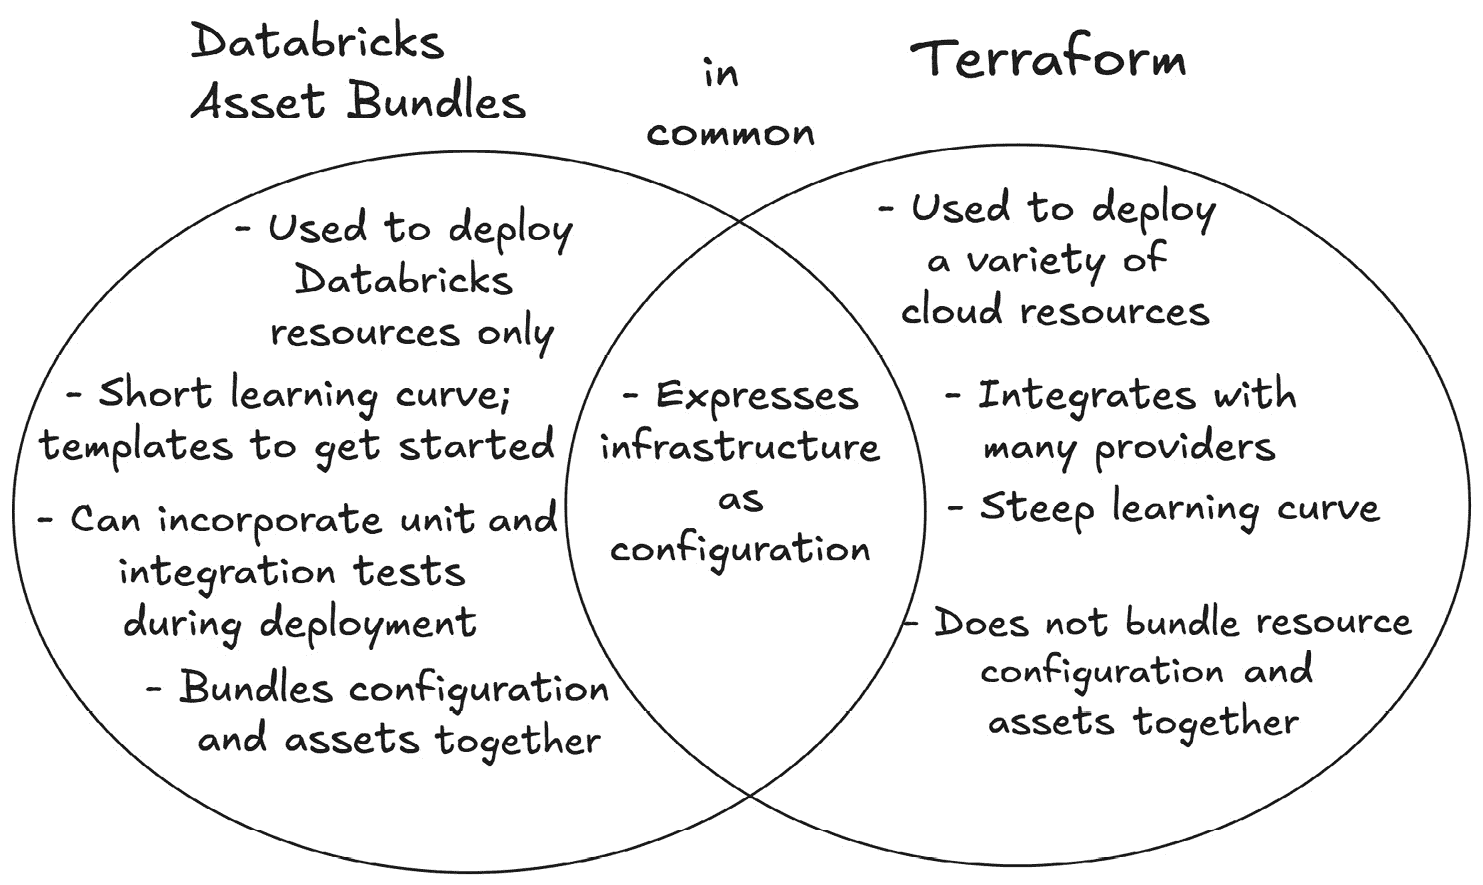 Databricks
Asset Bundles
in
common
Terraform
- Used to deploy
Databricks
resources only
- Short learning curve;
templates to get started
- Can incorporate unit and
integration tests
during deployment
- Bundles configuration
and assets together
- Expresses
infrastructure
as
configuration
- Used to deploy
a variety of
cloud resources
- Integrates with
many providers
- Steep learning curve
- Does not bundle resource
configuration and
assets together